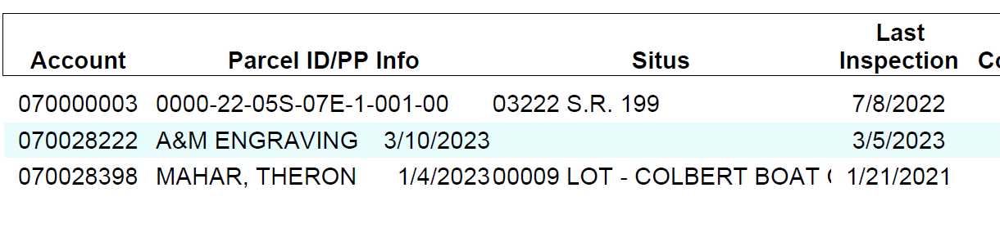 Last
Account Parcel ID/PP Info Situs Inspection Co
070000003 0000-22-05S-07E-1-001-00 03222 S.R. 199 7/8/2022
070028222 A&M ENGRAVING 3/10/2023 3/5/2023
070028398 MAHAR, THERON 1/4/2023 00009 LOT - COLBERT BOAT 1/21/2021